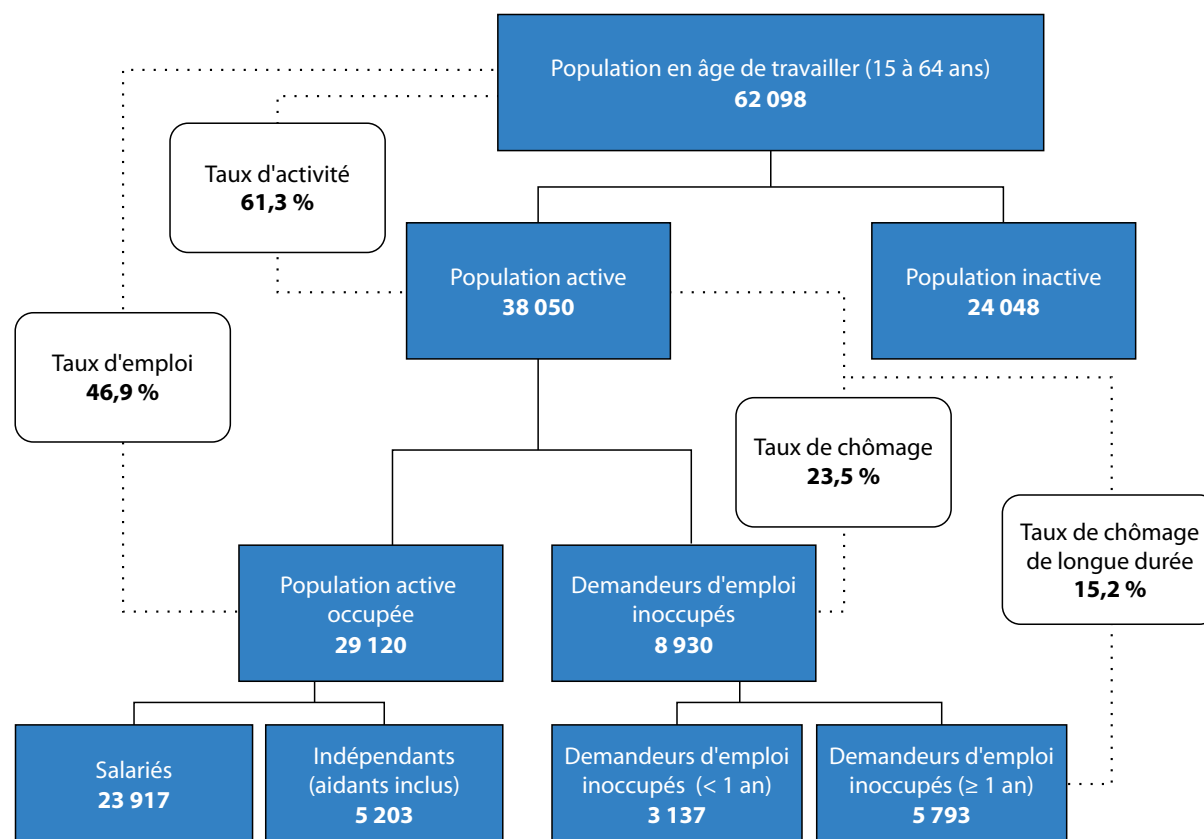 Population en âge de travailler (15 à 64 ans)
62 098
Taux d'activité
61,3 %
Population active
38 050
Population inactive
24 048
Taux d'emploi
46,9 %
Taux de chômage
23,5 %
Taux de chômage
de longue durée
15,2 %
Population active
occupée
29 120
Demandeurs d'emploi
inoccupés
8 930
Salariés
23 917
Indépendants
(aidants inclus)
5 203
Demandeurs d'emploi
inoccupés (< 1 an)
3 137
Demandeurs d'emploi
inoccupés (≥ 1 an)
5 793